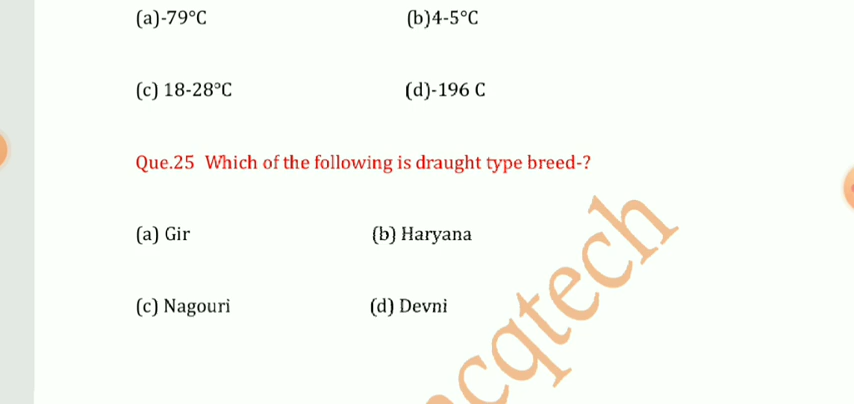 (a)-79°C (b)4-5°C
(c) 18-28°C (d)-196 C
Que.25 Which of the following is draught type breed-?
(a) Gir (b) Haryana
(c) Nagouri (d) Devni
cqtech